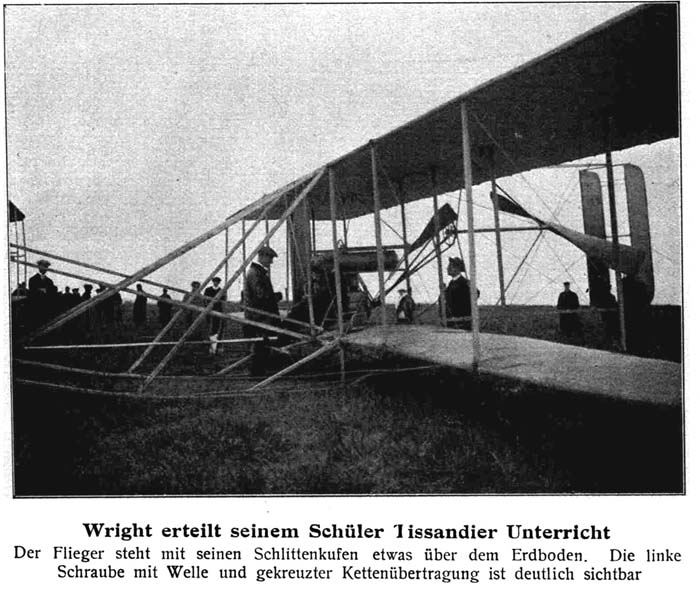 Wright erteilt seinem Schüler Tissandier Unterricht
Der Flieger steht mit seinen Schlittenkufen etwas über dem Erdboden. Die linke
Schraube mit Welle und gekreuzter Kettenübertragung ist deutlich sichtbar